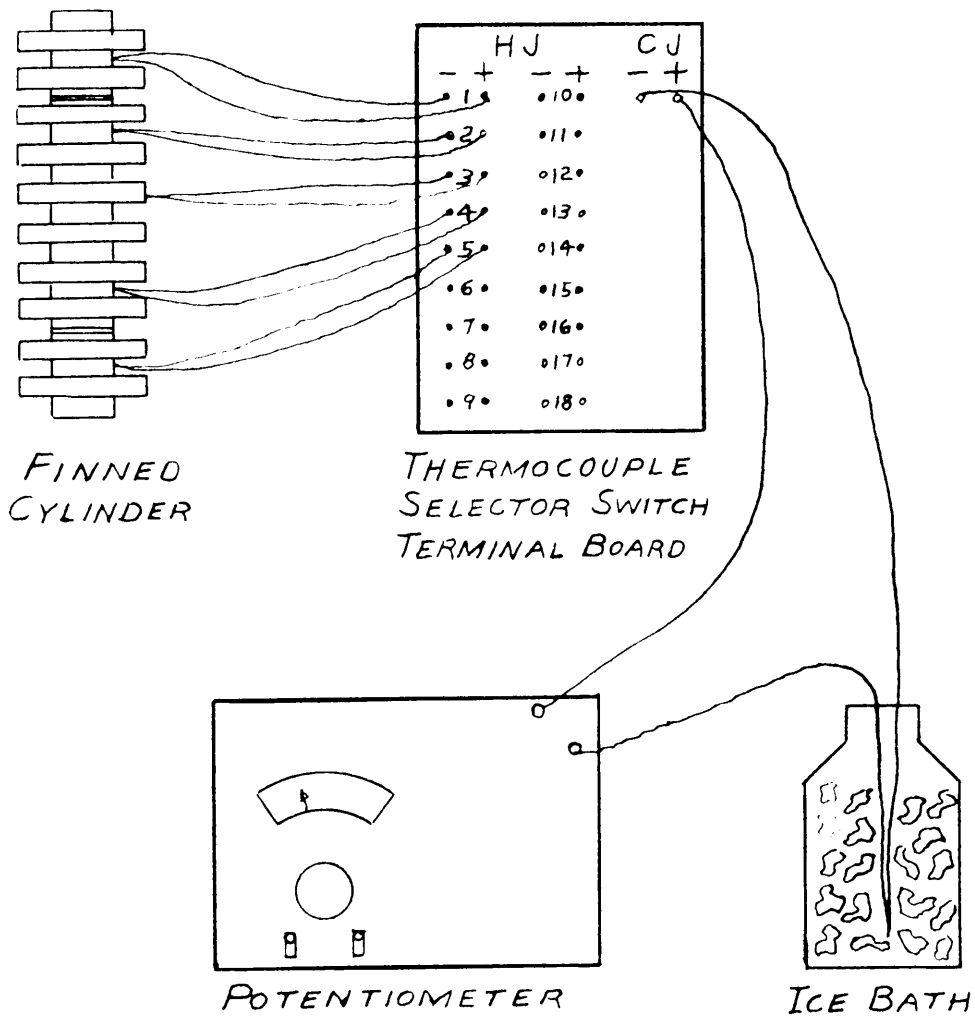 HJ CJ
- + - + - +
1 10
2 11
3 12
4 13
5 14
6 15
7 16
8 17
9 18
FINNED
CYLINDER
THERMOCOUPLE
SELECTOR SWITCH
TERMINAL BOARD
POTENTIOMETER
ICE BATH